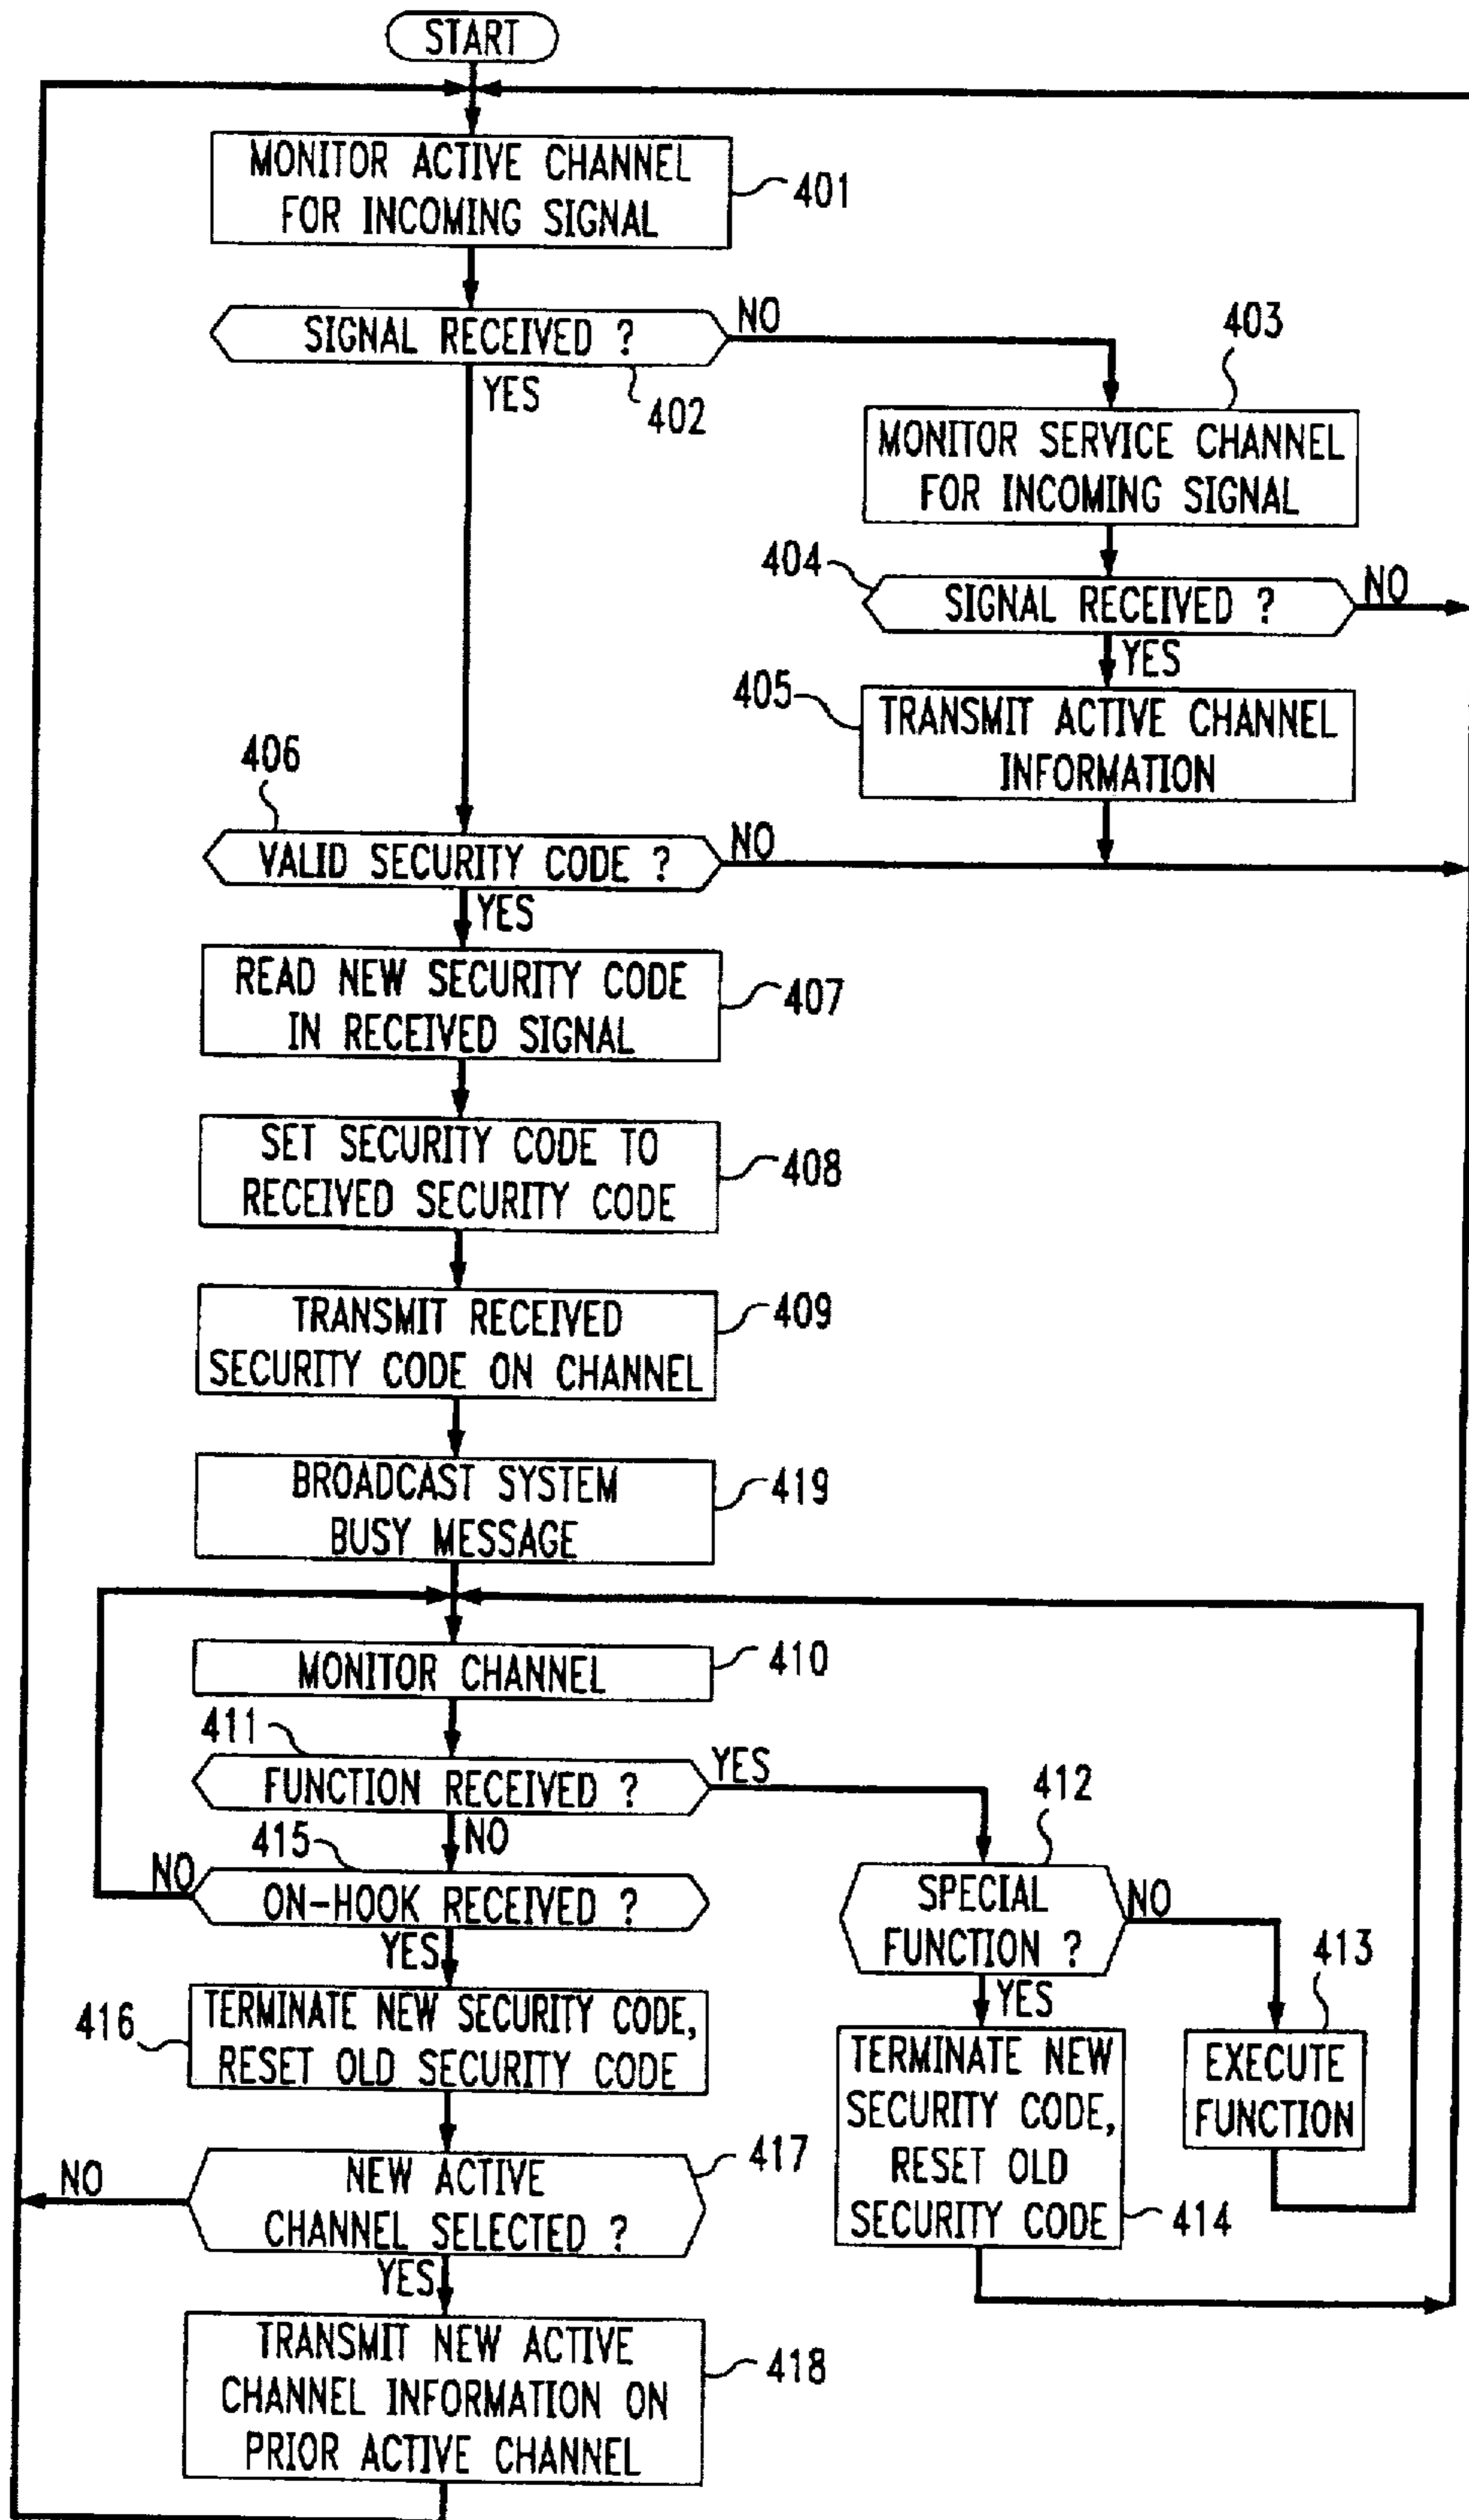 START
MONITOR ACTIVE CHANNEL
FOR INCOMING SIGNAL
401
SIGNAL RECEIVED ?
NO
YES
402
403
MONITOR SERVICE CHANNEL
FOR INCOMING SIGNAL
404
SIGNAL RECEIVED ?
NO
YES
405
TRANSMIT ACTIVE CHANNEL
INFORMATION
406
VALID SECURITY CODE ?
NO
YES
READ NEW SECURITY CODE
IN RECEIVED SIGNAL
407
SET SECURITY CODE TO
RECEIVED SECURITY CODE
408
TRANSMIT RECEIVED
SECURITY CODE ON CHANNEL
409
BROADCAST SYSTEM
BUSY MESSAGE
419
MONITOR CHANNEL
410
411
FUNCTION RECEIVED ?
YES
NO
412
SPECIAL
FUNCTION ?
NO
YES
413
EXECUTE
FUNCTION
TERMINATE NEW
SECURITY CODE,
RESET OLD
SECURITY CODE
414
415
NO
ON-HOOK RECEIVED ?
YES
416
TERMINATE NEW SECURITY CODE,
RESET OLD SECURITY CODE
417
NO
NEW ACTIVE
CHANNEL SELECTED ?
YES
TRANSMIT NEW ACTIVE
CHANNEL INFORMATION ON
PRIOR ACTIVE CHANNEL
418